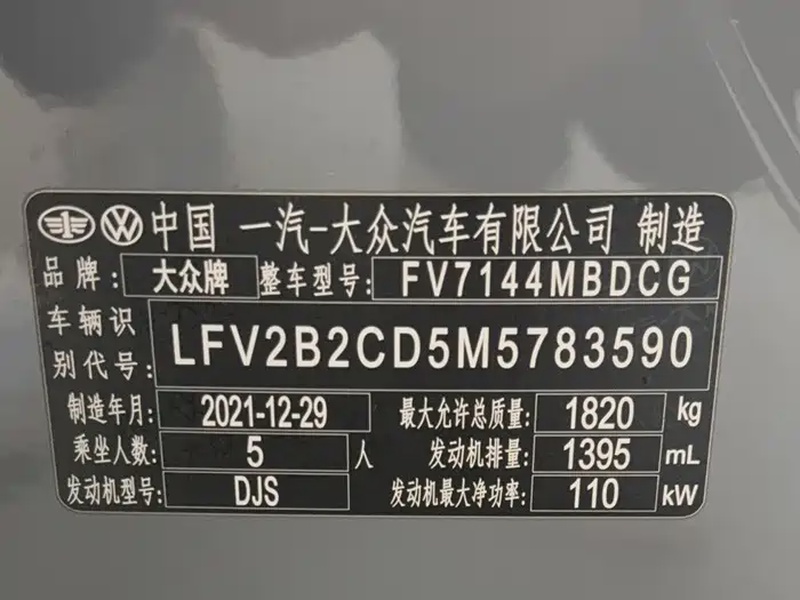 中国 一汽-大众汽车有限公司 制造
品牌: 大众牌 整车型号: FV7144MBDCG
车辆识别代号: LFV2B2CD5M5783590
制造年月: 2021-12-29 最大允许总质量: 1820 kg
乘坐人数: 5 人 发动机排量: 1395 mL
发动机型号: DJS 发动机最大净功率: 110 kW